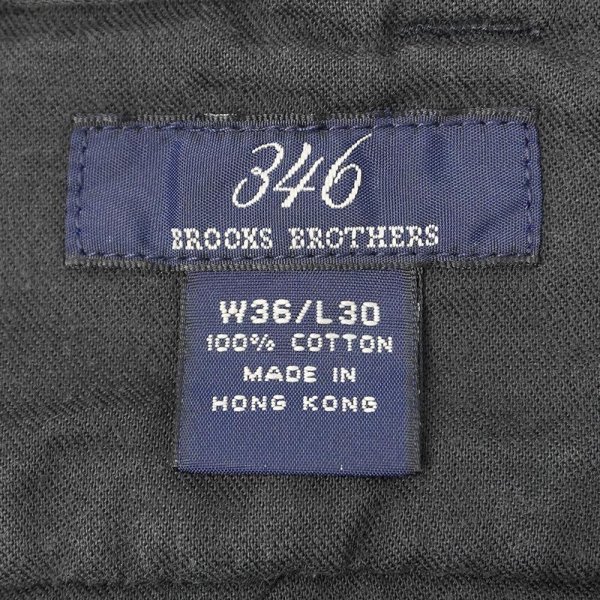 346
BROOKS BROTHERS
W36/L30
100% COTTON
MADE IN
HONG KONG